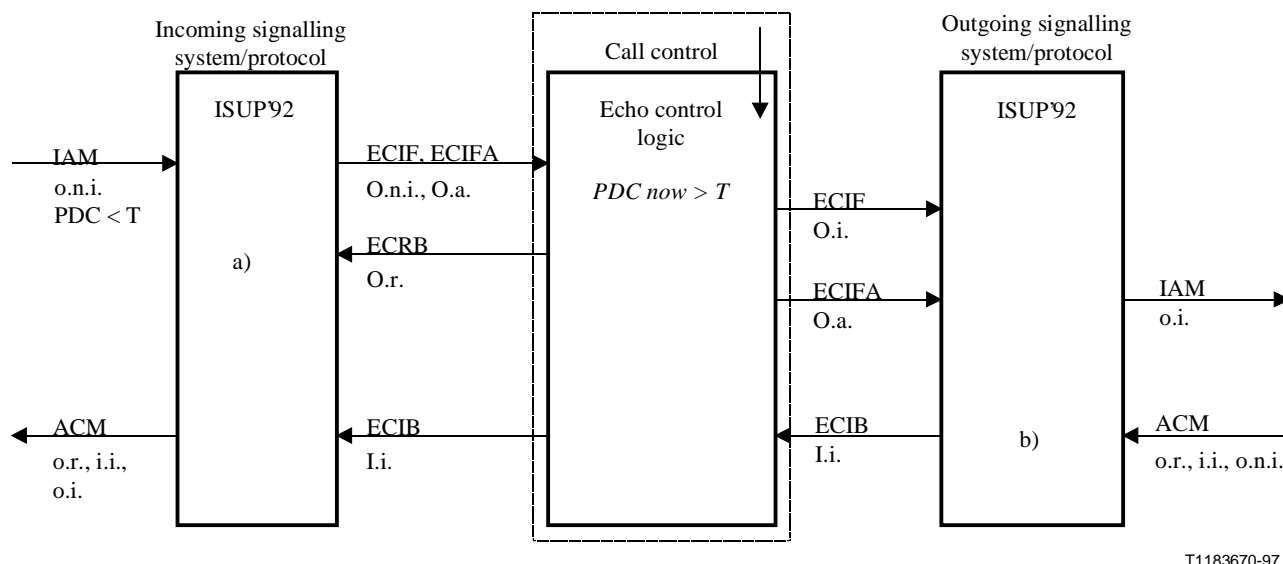 Incoming signalling
system/protocol
Call control
Outgoing signalling
system/protocol
ISUP'92
Echo control
logic
PDC now > T
ISUP'92
IAM
o.n.i.
PDC < T
ECIF, ECIFA
O.n.i., O.a.
ECIF
O.i.
a)
ECRB
O.r.
ECIFA
O.a.
IAM
o.i.
ACM
o.r., i.i.,
o.i.
ECIB
I.i.
ECIB
I.i.
b)
ACM
o.r., i.i., o.n.i.
T1183670-97